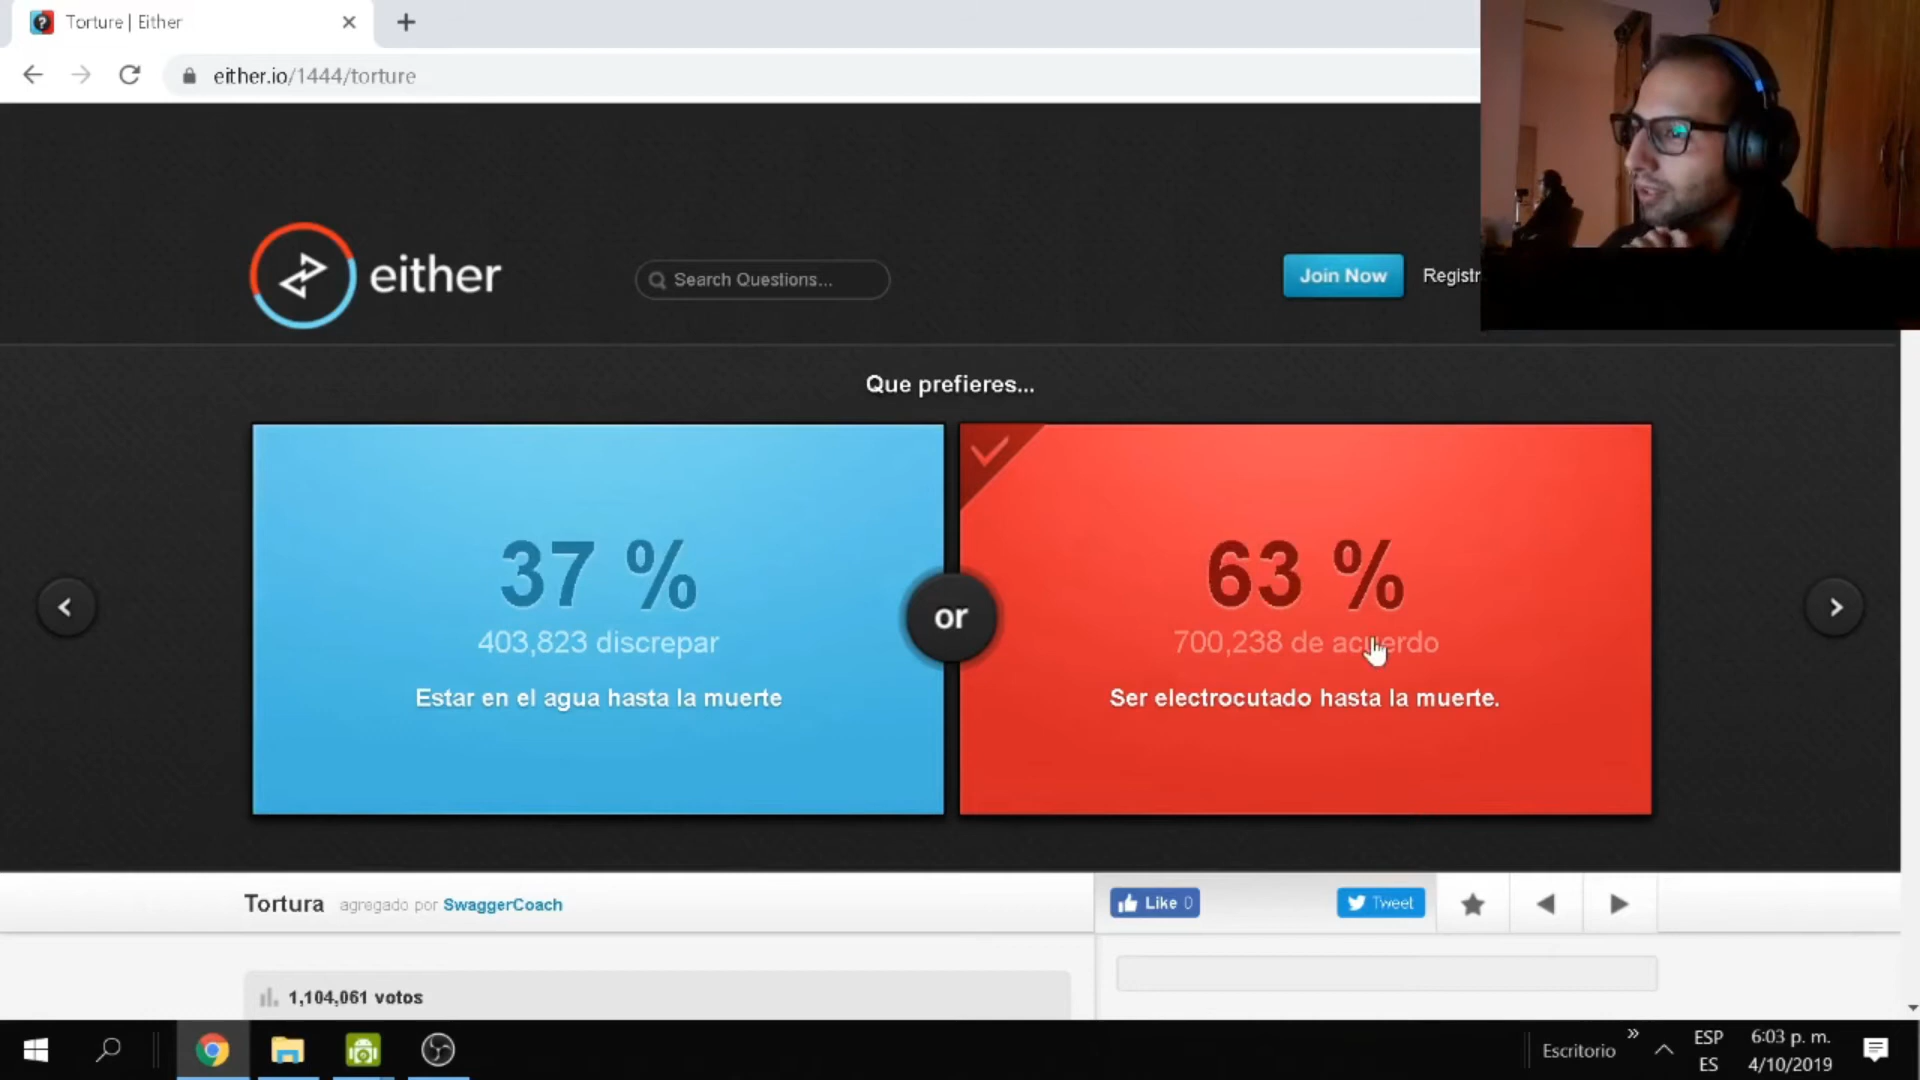 Torture | Either
either.io/1444/torture
either
Search Questions...
Join Now
Registr
Que prefieres...
37 %
403,823 discrepar
Estar en el agua hasta la muerte
or
63 %
700,238 de acuerdo
Ser electrocutado hasta la muerte.
Tortura agregado por SwaggerCoach
Like 0
Tweet
1,104,061 votos
Escritorio
ESP
ES
6:03 p. m.
4/10/2019